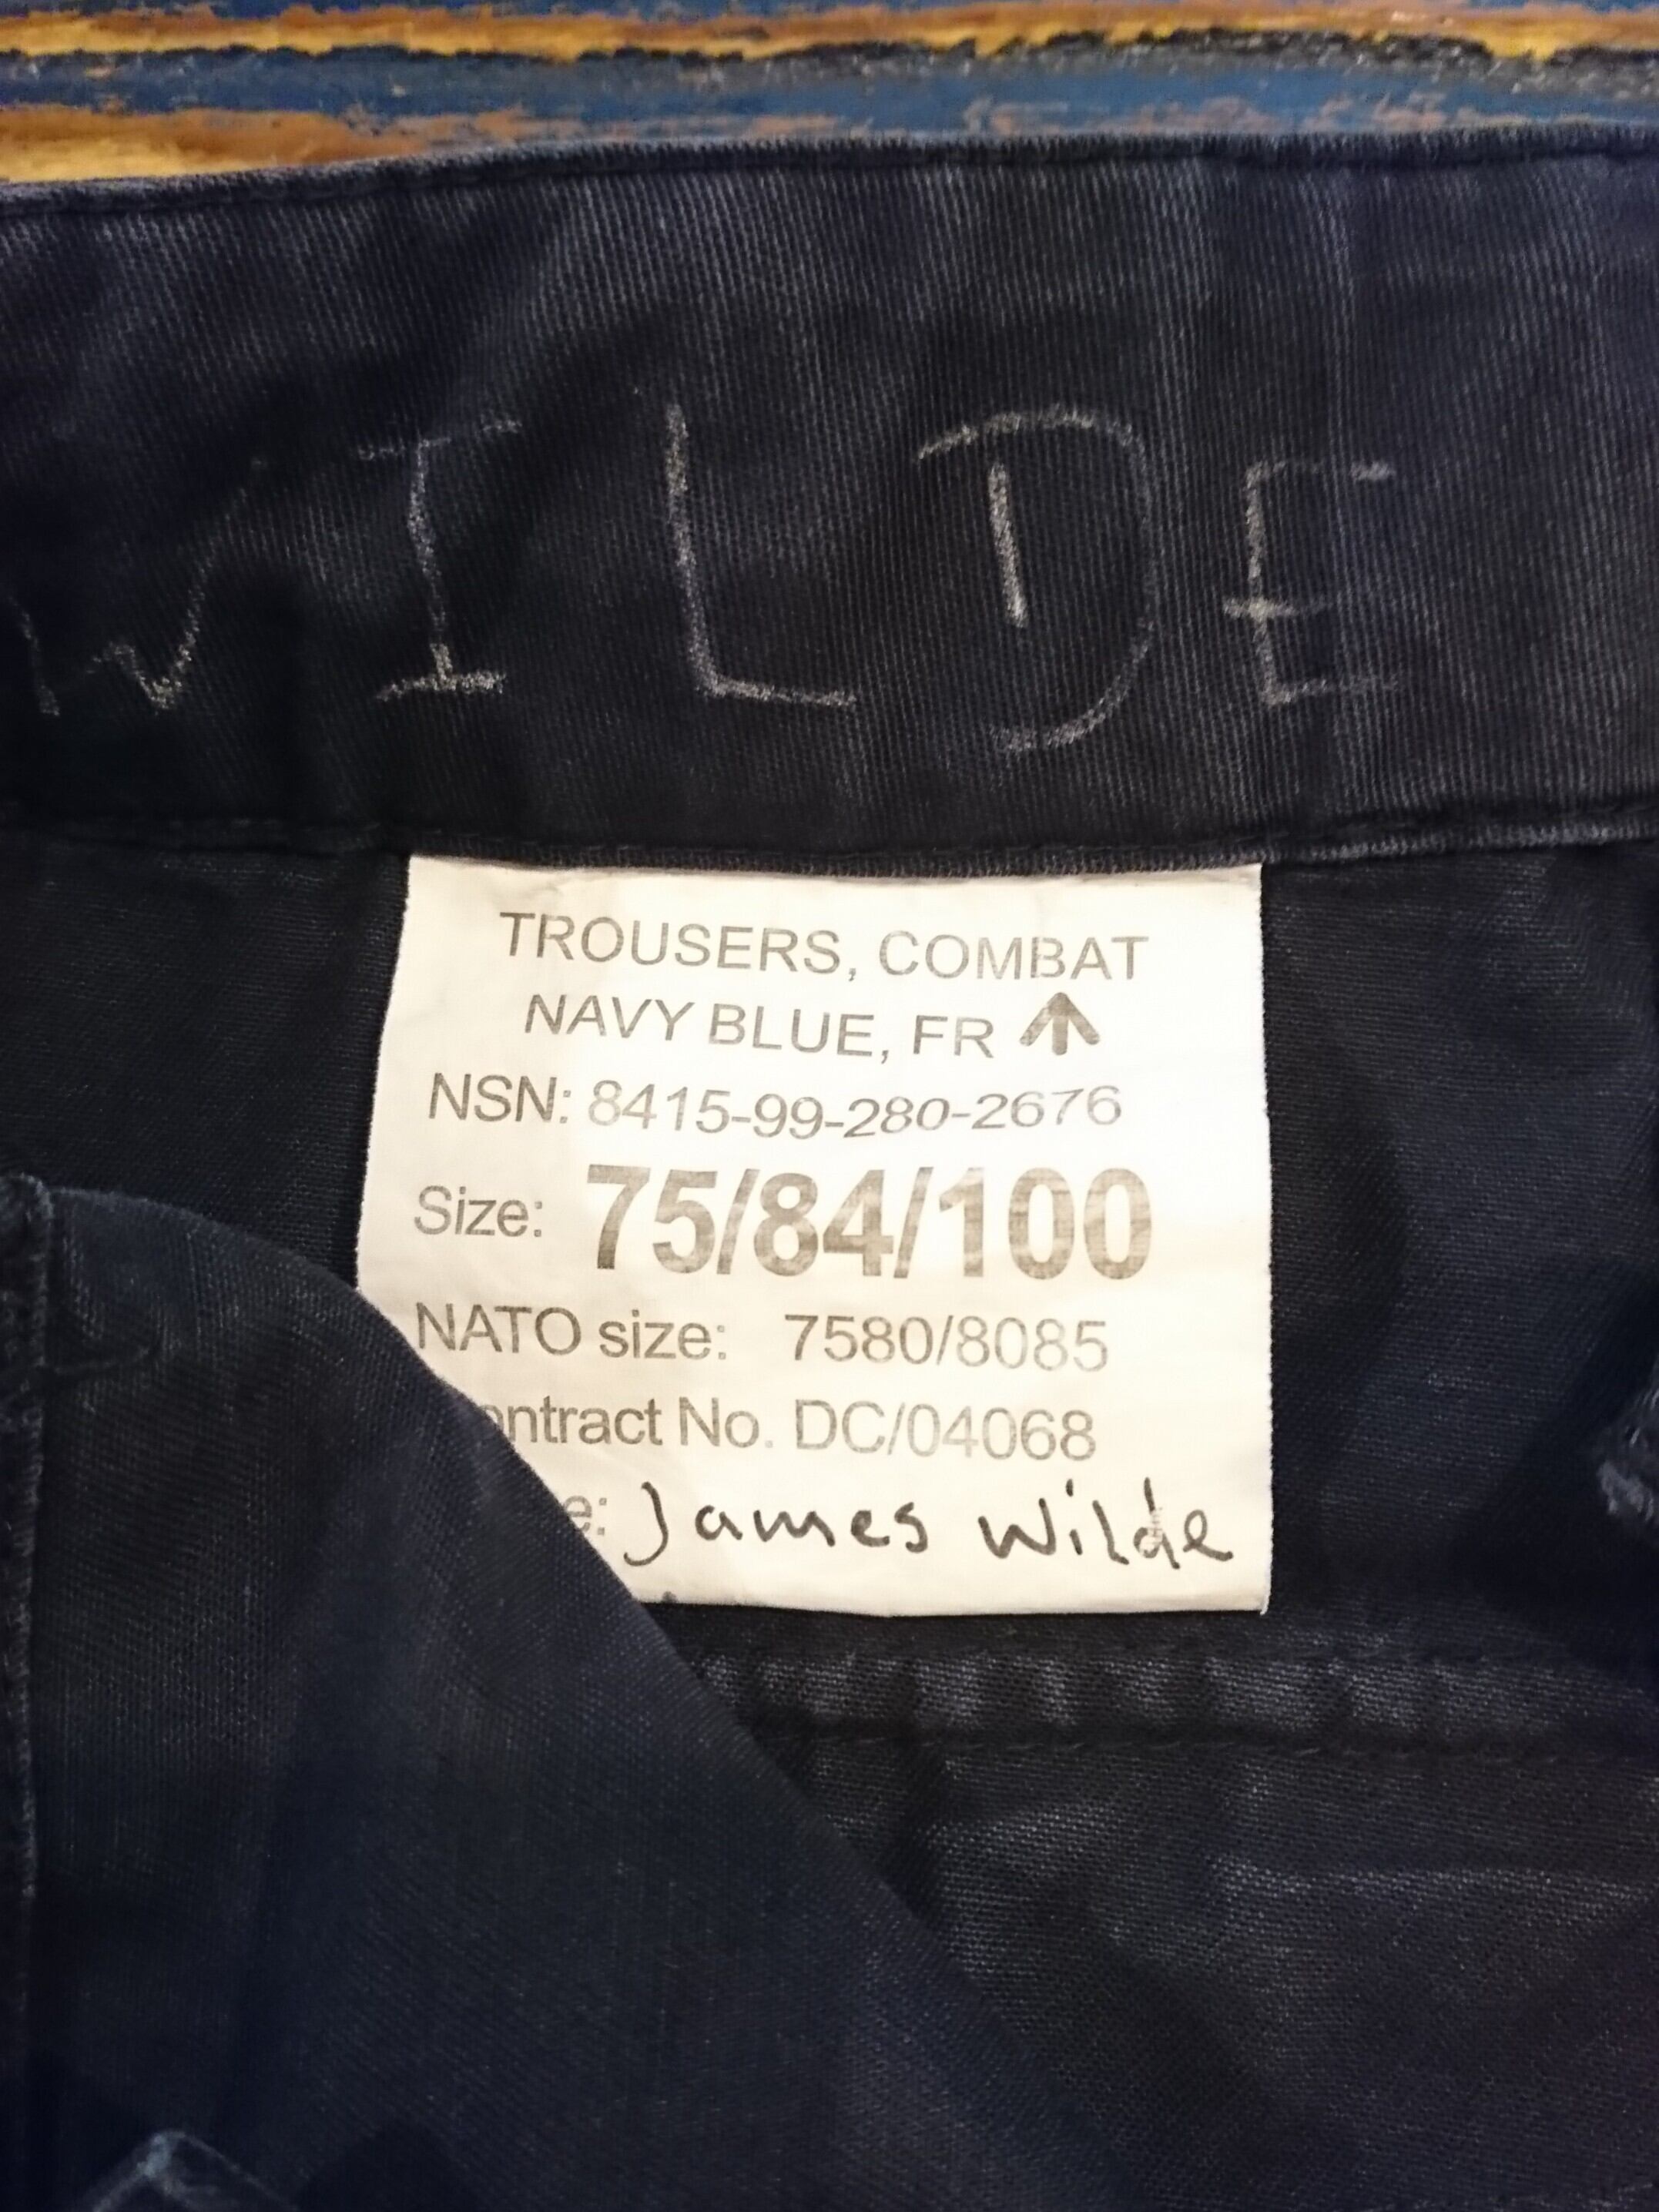 WILDE
TROUSERS, COMBAT
NAVY BLUE, FR
NSN: 8415-99-280-2676
Size: 75/84/100
NATO size: 7580/8085
ontract No. DC/04068
e: James Wilde